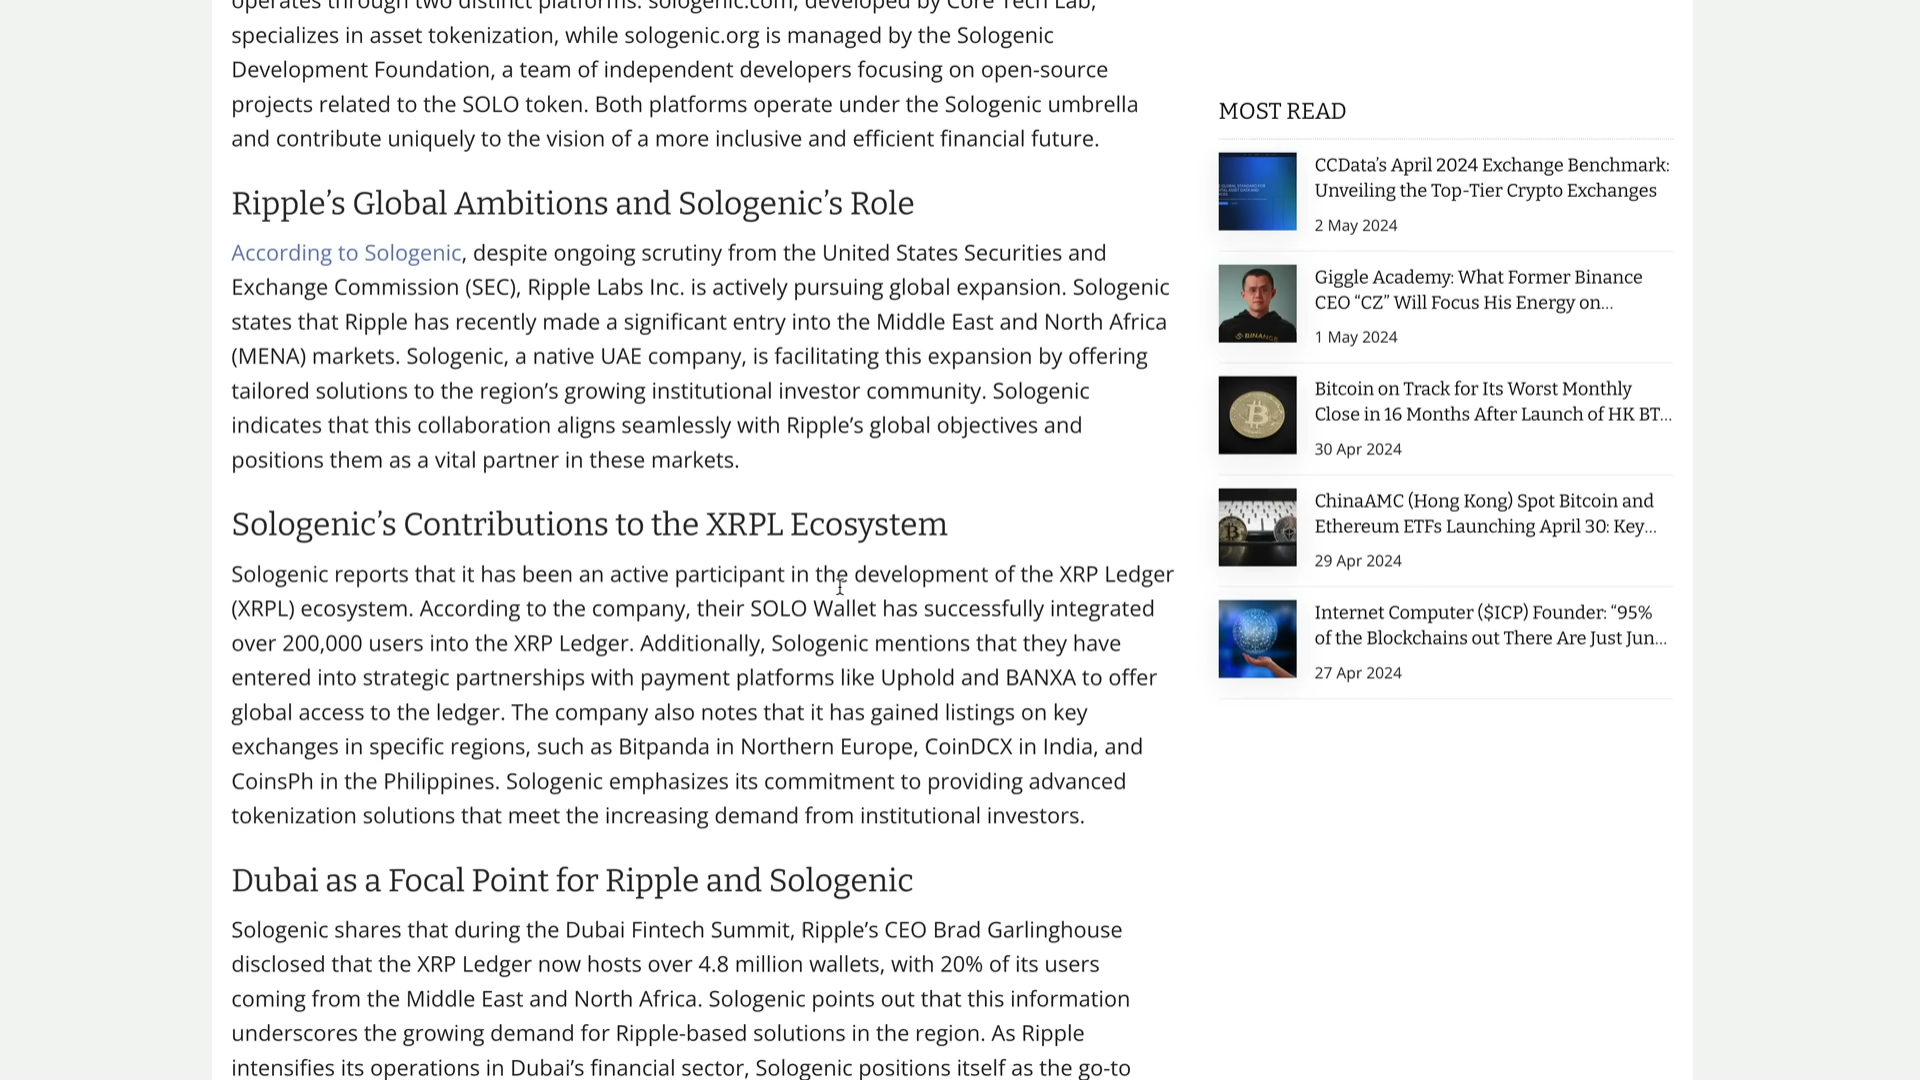 operates through two distinct platforms. sologenic.com, developed by Core Tech Lab,
specializes in asset tokenization, while sologenic.org is managed by the Sologenic
Development Foundation, a team of independent developers focusing on open-source
projects related to the SOLO token. Both platforms operate under the Sologenic umbrella
and contribute uniquely to the vision of a more inclusive and efficient financial future.
Ripple’s Global Ambitions and Sologenic’s Role
According to Sologenic, despite ongoing scrutiny from the United States Securities and
Exchange Commission (SEC), Ripple Labs Inc. is actively pursuing global expansion. Sologenic
states that Ripple has recently made a significant entry into the Middle East and North Africa
(MENA) markets. Sologenic, a native UAE company, is facilitating this expansion by offering
tailored solutions to the region’s growing institutional investor community. Sologenic
indicates that this collaboration aligns seamlessly with Ripple’s global objectives and
positions them as a vital partner in these markets.
Sologenic’s Contributions to the XRPL Ecosystem
Sologenic reports that it has been an active participant in the development of the XRP Ledger
(XRPL) ecosystem. According to the company, their SOLO Wallet has successfully integrated
over 200,000 users into the XRP Ledger. Additionally, Sologenic mentions that they have
entered into strategic partnerships with payment platforms like Uphold and BANXA to offer
global access to the ledger. The company also notes that it has gained listings on key
exchanges in specific regions, such as Bitpanda in Northern Europe, CoinDCX in India, and
CoinsPh in the Philippines. Sologenic emphasizes its commitment to providing advanced
tokenization solutions that meet the increasing demand from institutional investors.
Dubai as a Focal Point for Ripple and Sologenic
Sologenic shares that during the Dubai Fintech Summit, Ripple’s CEO Brad Garlinghouse
disclosed that the XRP Ledger now hosts over 4.8 million wallets, with 20% of its users
coming from the Middle East and North Africa. Sologenic points out that this information
underscores the growing demand for Ripple-based solutions in the region. As Ripple
intensifies its operations in Dubai’s financial sector, Sologenic positions itself as the go-to
MOST READ
CCData’s April 2024 Exchange Benchmark:
Unveiling the Top-Tier Crypto Exchanges
2 May 2024
Giggle Academy: What Former Binance
CEO “CZ” Will Focus His Energy on...
1 May 2024
BINANCE
Bitcoin on Track for Its Worst Monthly
Close in 16 Months After Launch of HK BT...
30 Apr 2024
ChinaAMC (Hong Kong) Spot Bitcoin and
Ethereum ETFs Launching April 30: Key...
29 Apr 2024
Internet Computer ($ICP) Founder: “95%
of the Blockchains out There Are Just Jun...
27 Apr 2024